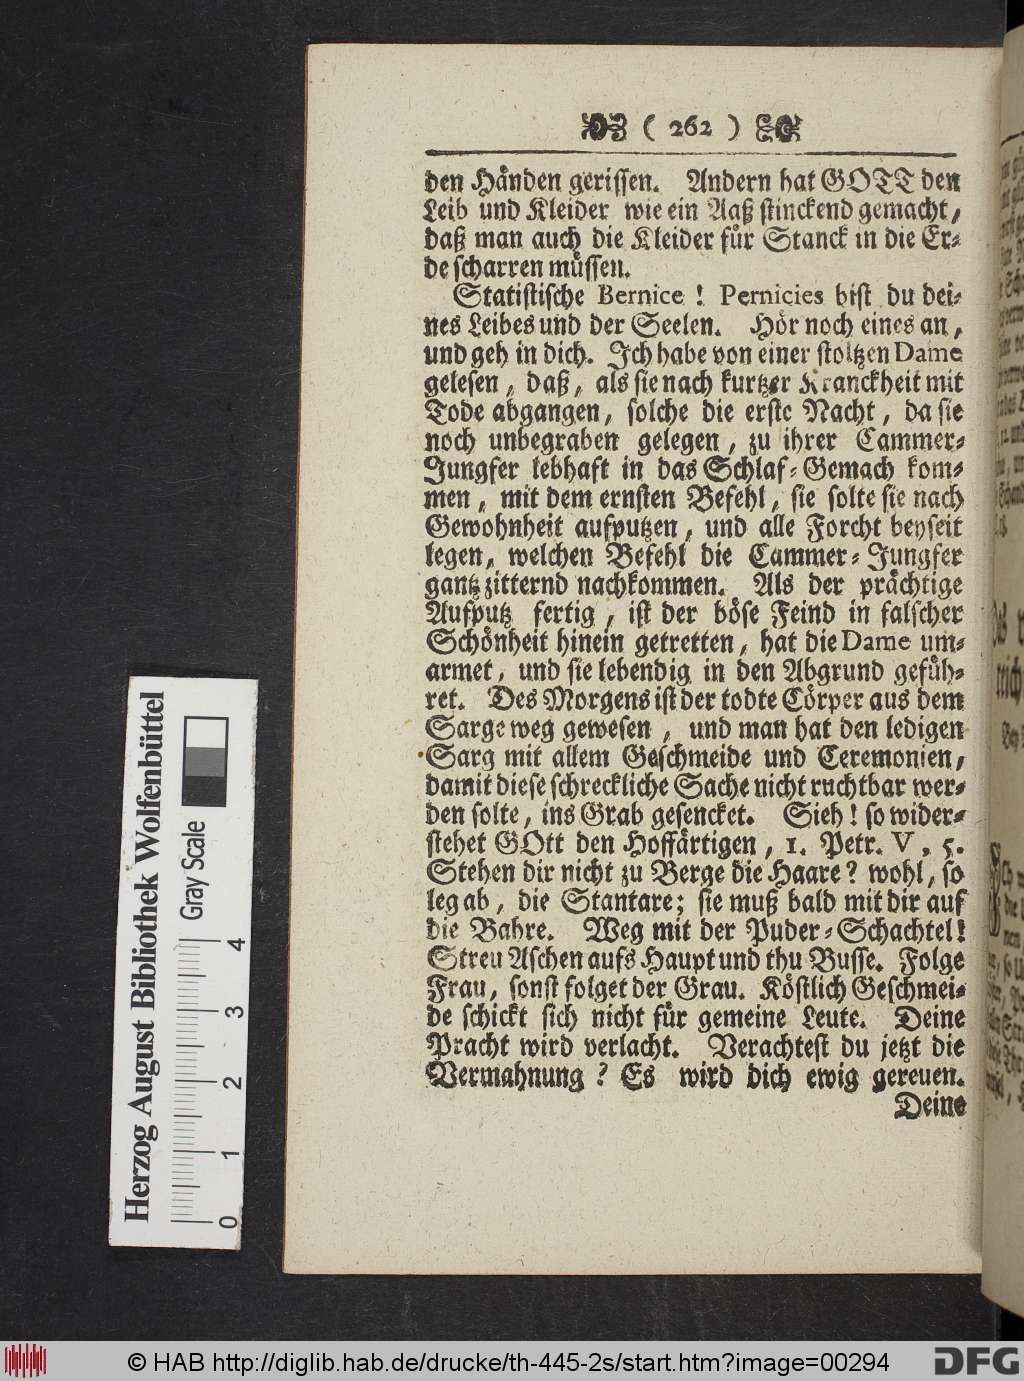 ( 262 )
den Händen gerissen. Andern hat GOTT den
Leib und Kleider wie ein Aaß stinckend gemacht,
daß man auch die Kleider für Stanck in die Er-
de scharren müssen.
Statistische Bernice ! Pernicies bist du dei-
nes Leibes und der Seelen. Hör noch eines an,
und geh in dich. Ich habe von einer stoltzen Dame
gelesen, daß, als sie nach kurtzer Kranckheit mit
Tode abgangen, solche die erste Nacht, da sie
noch unbegraben gelegen, zu ihrer Cammer-
Jungfer lebhaft in das Schlaf-Gemach kom-
men, mit dem ernsten Befehl, sie solte sie nach
Gewohnheit aufputzen, und alle Forcht beyseit
legen, welchen Befehl die Cammer-Jungfer
gantz zitternd nachkommen. Als der prächtige
Aufputz fertig, ist der böse Feind in falscher
Schönheit hinein getretten, hat die Dame um-
armet, und sie lebendig in den Abgrund gefüh-
ret. Des Morgens ist der todte Cörper aus dem
Sarge weg gewesen, und man hat den ledigen
Sarg mit allem Geschmeide und Ceremonien,
damit diese schreckliche Sache nicht ruchtbar wer-
den solte, ins Grab gesencket. Sieh! so wider-
stehet GOtt den Hoffärtigen, 1. Petr. V, 5.
Stehen dir nicht zu Berge die Haare? wohl, so
leg ab, die Stantare; sie muß bald mit dir auf
die Bahre. Weg mit der Puder-Schachtel!
Streu Aschen aufs Haupt und thu Busse. Folge
Frau, sonst folget der Grau. Köstlich Geschmei-
de schickt sich nicht für gemeine Leute. Deine
Pracht wird verlacht. Verachtest du jetzt die
Vermahnung? Es wird dich ewig gereuen.
Deine
Herzog August Bibliothek Wolfenbüttel
Gray Scale
0 1 2 3 4
© HAB http://diglib.hab.de/drucke/th-445-2s/start.htm?image=00294
DFG